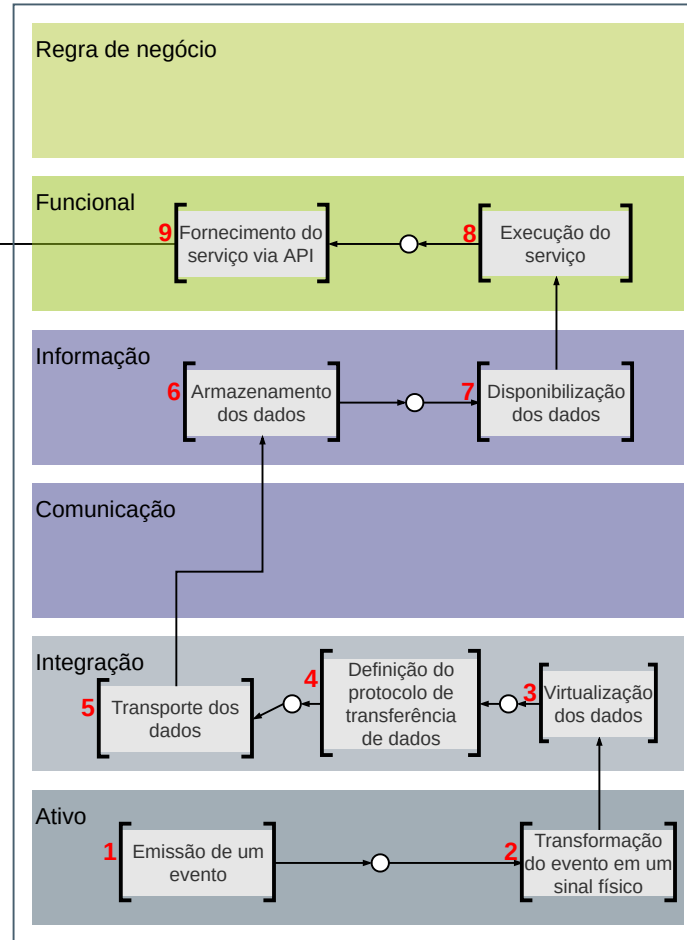 Regra de negócio
Funcional
9
Fornecimento do
serviço via API
8
Execução do
serviço
Informação
6
Armazenamento
dos dados
7
Disponibilização
dos dados
Comunicação
Integração
5
Transporte dos
dados
4
Definição do
protocolo de
transferência
de dados
3
Virtualização
dos dados
Ativo
1
Emissão de um
evento
2
Transformação
do evento em um
sinal físico